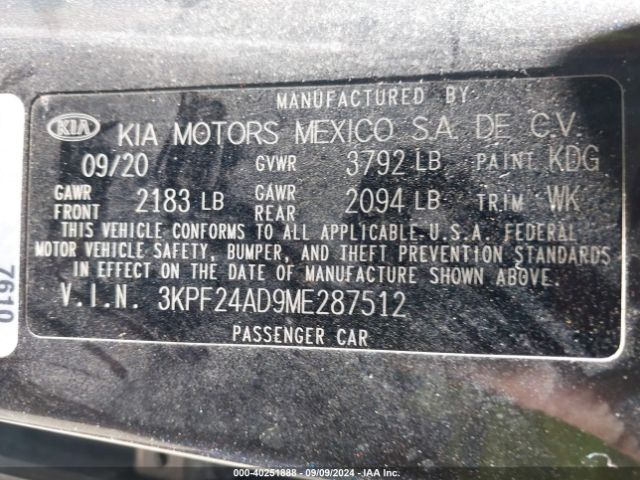 MANUFACTURED BY
KIA KIA MOTORS MEXICO S.A. DE C.V.
09/20 GVWR 3792 LB PAINT KDG
GAWR FRONT 2183 LB GAWR REAR 2094 LB TRIM WK
THIS VEHICLE CONFORMS TO ALL APPLICABLE U.S.A. FEDERAL
MOTOR VEHICLE SAFETY, BUMPER, AND THEFT PREVENTION STANDARDS
IN EFFECT ON THE DATE OF MANUFACTURE SHOWN ABOVE.
V.I.N. 3KPF24AD9ME287512
PASSENGER CAR
7610
000-40251888 - 09/09/2024 - IAA Inc.